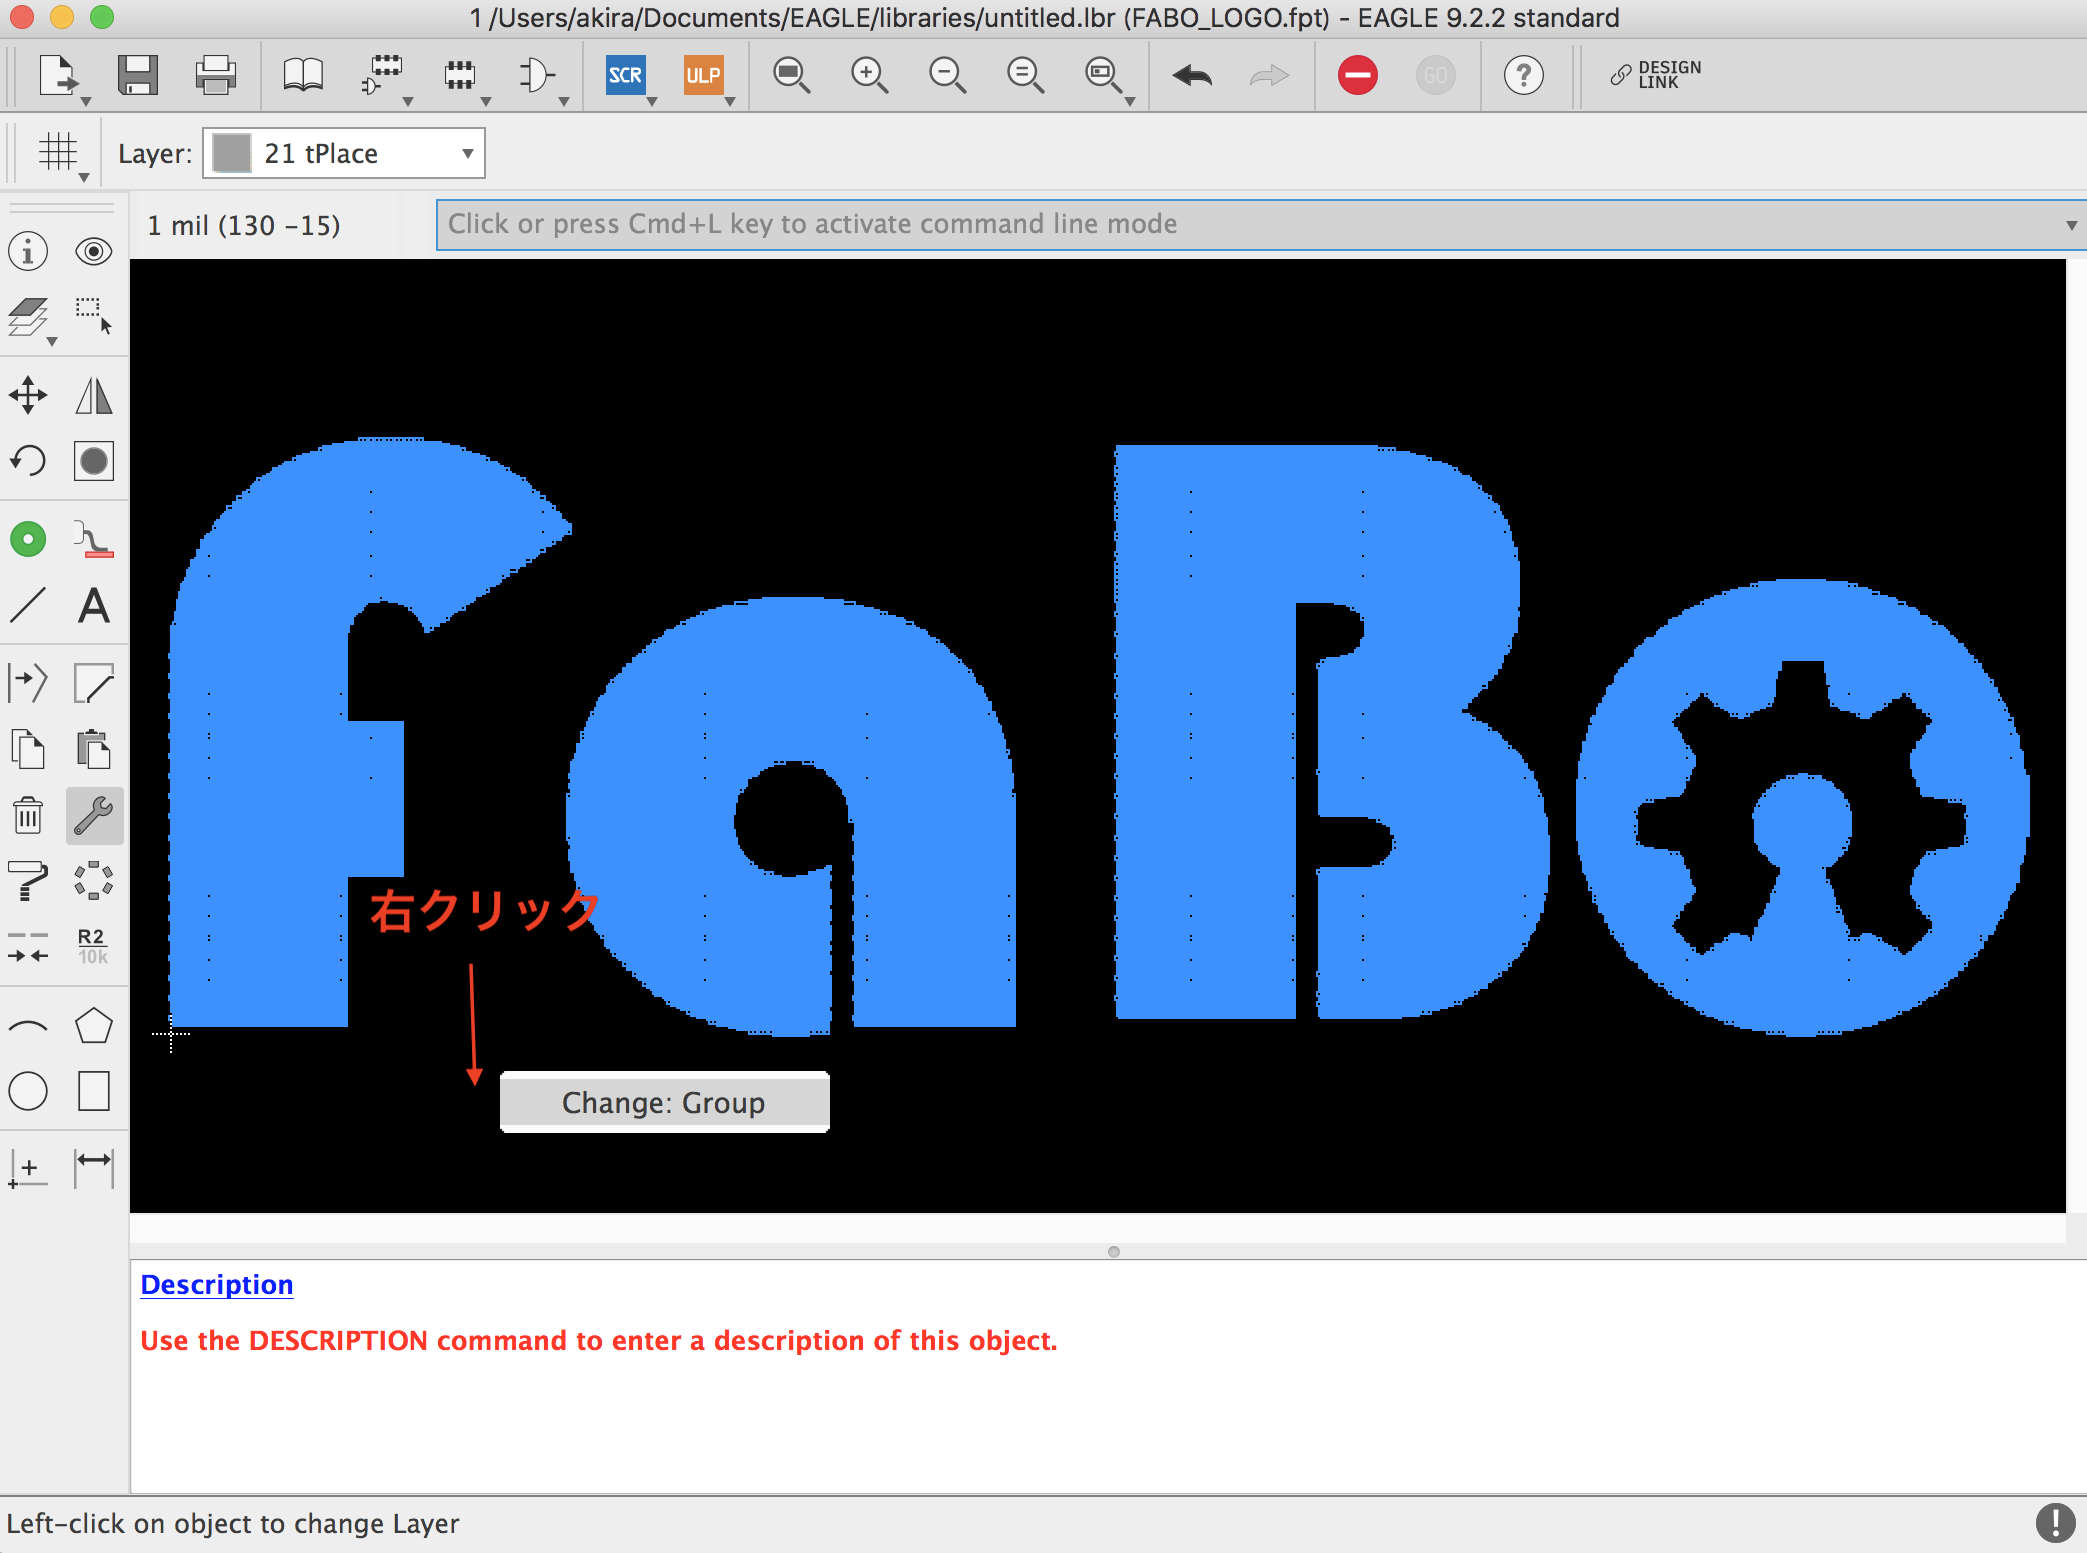 1 /Users/akira/Documents/EAGLE/libraries/untitled.lbr (FABO_LOGO.fpt) - EAGLE 9.2.2 standard
SCR
ULP
GO
?
DESIGN
LINK
Layer:
21 tPlace
1 mil (130 -15)
Click or press Cmd+L key to activate command line mode
i
A
R2
10k
FaBo
右クリック
Change: Group
Description
Use the DESCRIPTION command to enter a description of this object.
Left-click on object to change Layer
!